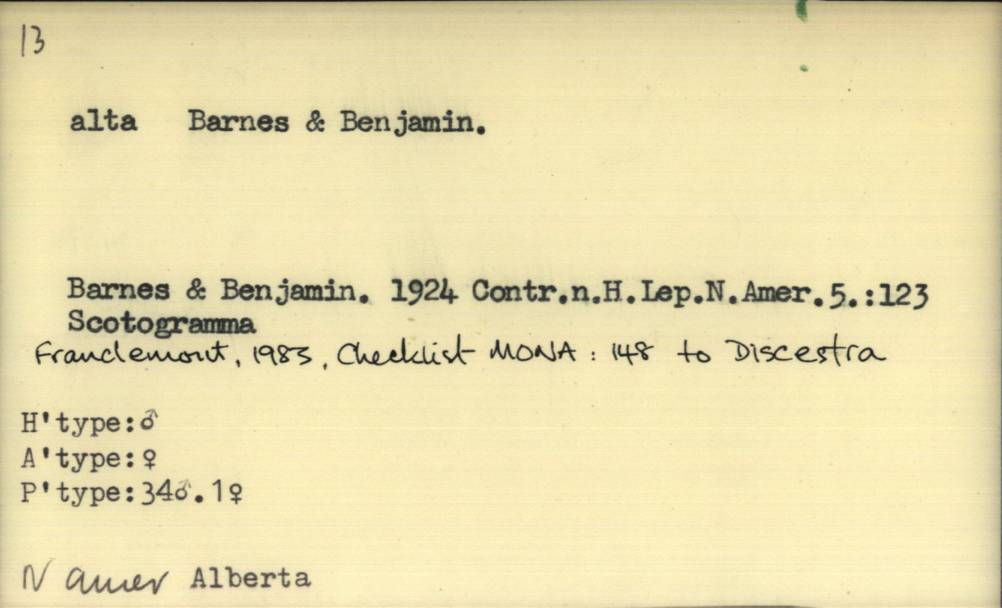 13
alta Barnes & Benjamin.
Barnes & Benjamin. 1924 Contr.n.H.Lep.N.Amer.5.:123
Scotogramma
Franclemont, 1983, Checklist MONA : 148 to Discestra
H'type:♂
A'type:♀
P'type:34♂.1♀
N Amer Alberta